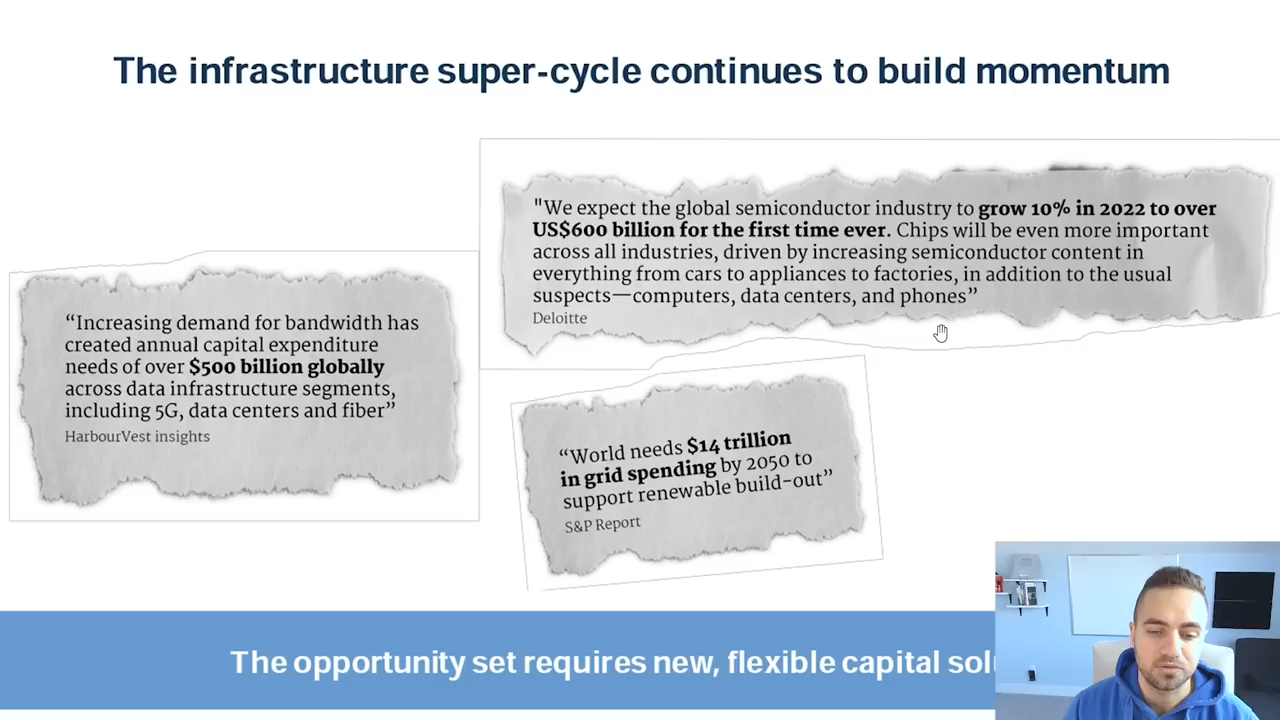 The infrastructure super-cycle continues to build momentum
"We expect the global semiconductor industry to grow 10% in 2022 to over
US$600 billion for the first time ever. Chips will be even more important
across all industries, driven by increasing semiconductor content in
everything from cars to appliances to factories, in addition to the usual
suspects—computers, data centers, and phones”
Deloitte
“Increasing demand for bandwidth has
created annual capital expenditure
needs of over $500 billion globally
across data infrastructure segments,
including 5G, data centers and fiber”
HarbourVest insights
“World needs $14 trillion
in grid spending by 2050 to
support renewable build-out”
S&P Report
The opportunity set requires new, flexible capital